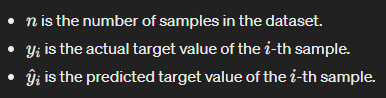 • n is the number of samples in the dataset.
• yᵢ is the actual target value of the i-th sample.
• ŷᵢ is the predicted target value of the i-th sample.